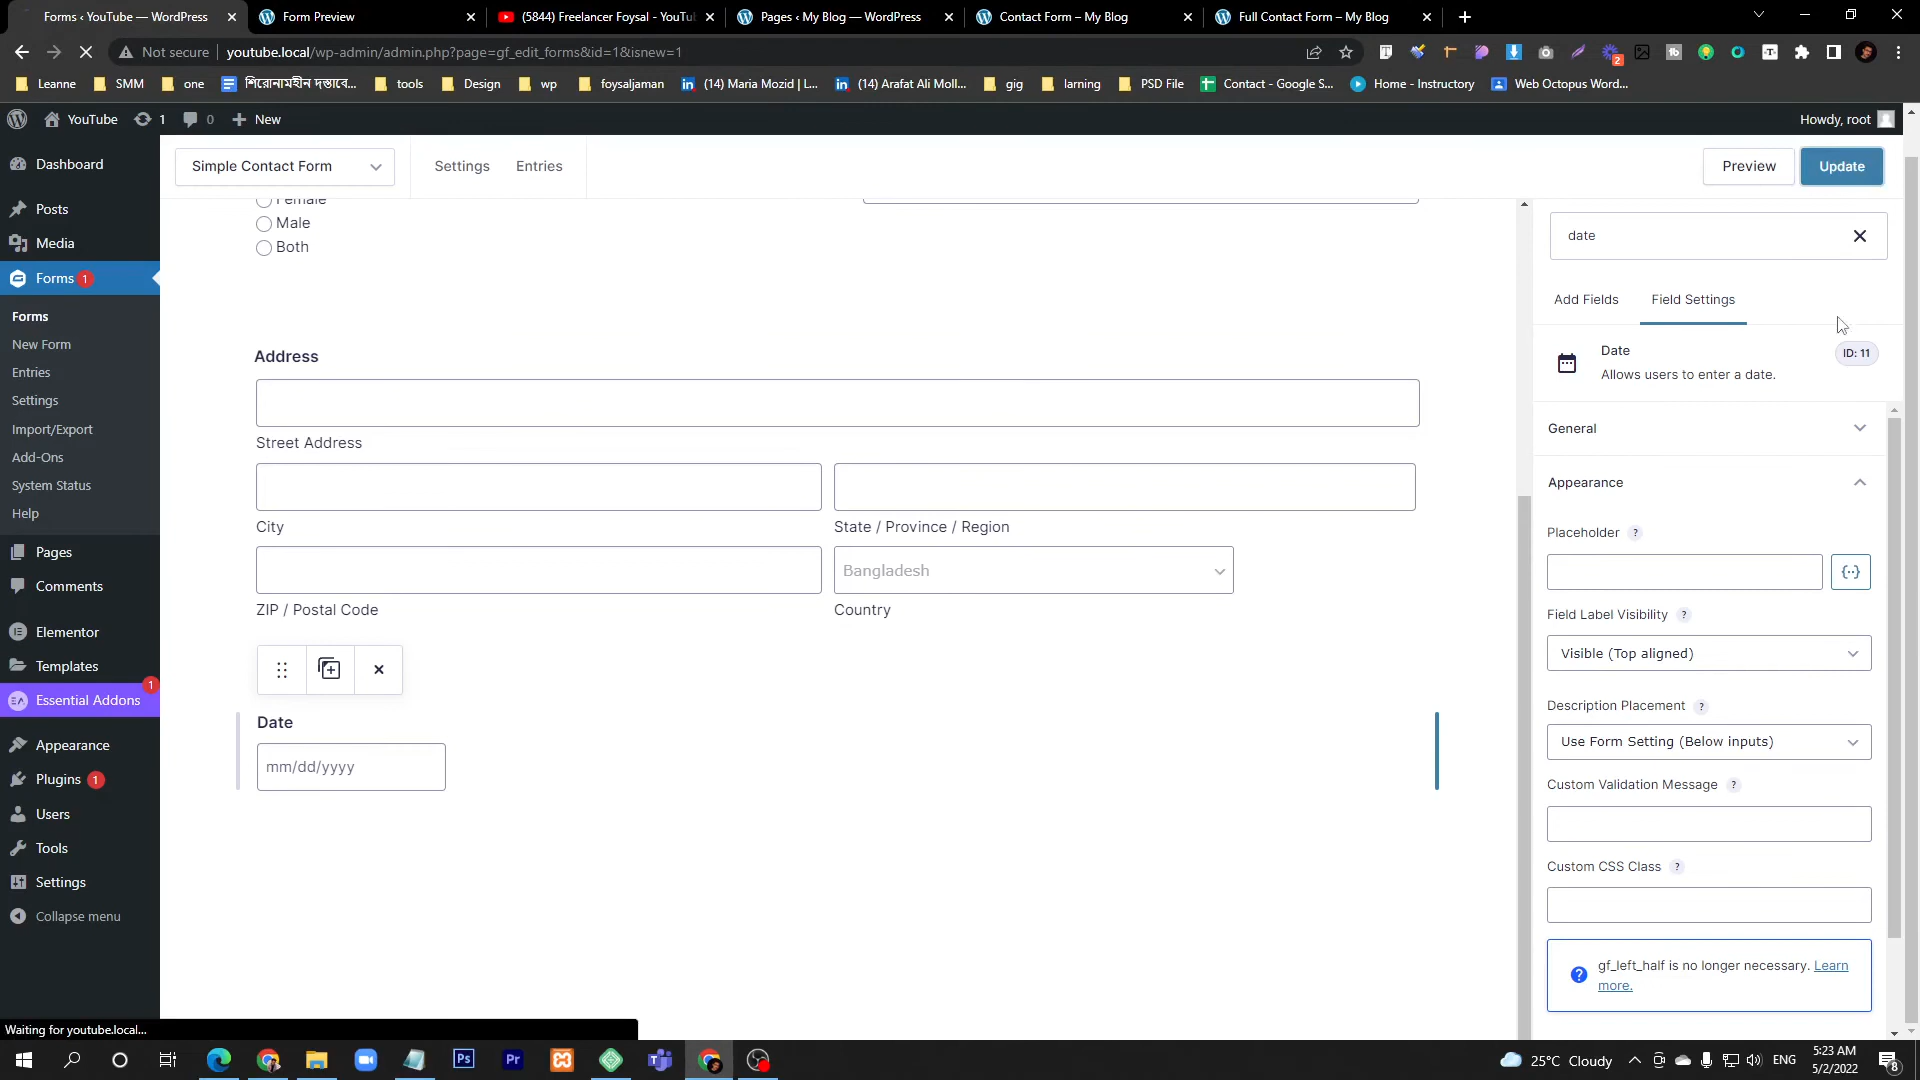 Forms ‹ YouTube — WordPress
Form Preview
(5844) Freelancer Foysal - YouTu
Pages ‹ My Blog — WordPress
Contact Form – My Blog
Full Contact Form – My Blog
Not secure
youtube.local/wp-admin/admin.php?page=gf_edit_forms&id=1&isnew=1
2
Leanne
SMM
one
শিরোনামহীন দস্তাবে...
tools
Design
wp
foysaljaman
(14) Maria Mozid | L...
(14) Arafat Ali Moll...
gig
larning
PSD File
Contact - Google S...
Home - Instructory
Web Octopus Word...
YouTube
1
0
New
Howdy, root
Dashboard
Posts
Media
Forms 1
Forms
New Form
Entries
Settings
Import/Export
Add-Ons
System Status
Help
Pages
Comments
Elementor
Templates
Essential Addons 1
Appearance
Plugins 1
Users
Tools
Settings
Collapse menu
Simple Contact Form
Settings
Entries
Preview
Update
Female
Male
Both
Address
Street Address
City
State / Province / Region
Bangladesh
ZIP / Postal Code
Country
Date
mm/dd/yyyy
date
Add Fields
Field Settings
Date
ID: 11
Allows users to enter a date.
General
Appearance
Placeholder ?
Field Label Visibility ?
Visible (Top aligned)
Description Placement ?
Use Form Setting (Below inputs)
Custom Validation Message ?
Custom CSS Class ?
gf_left_half is no longer necessary. Learn
more.
Waiting for youtube.local...
Ps
Pr
25°C Cloudy
ENG
5:23 AM
5/2/2022
8